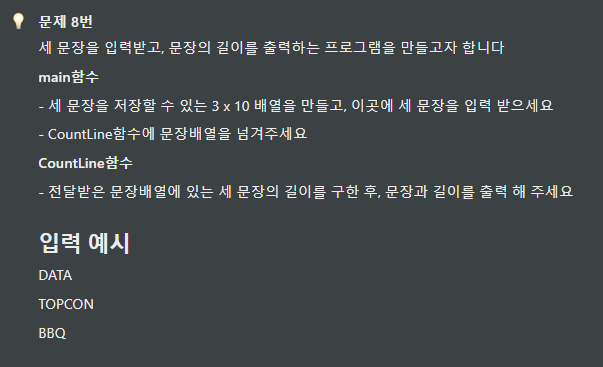 문제 8번
세 문장을 입력받고, 문장의 길이를 출력하는 프로그램을 만들고자 합니다
main함수
- 세 문장을 저장할 수 있는 3 x 10 배열을 만들고, 이곳에 세 문장을 입력 받으세요
- CountLine함수에 문장배열을 넘겨주세요
CountLine함수
- 전달받은 문장배열에 있는 세 문장의 길이를 구한 후, 문장과 길이를 출력 해 주세요
입력 예시
DATA
TOPCON
BBQ